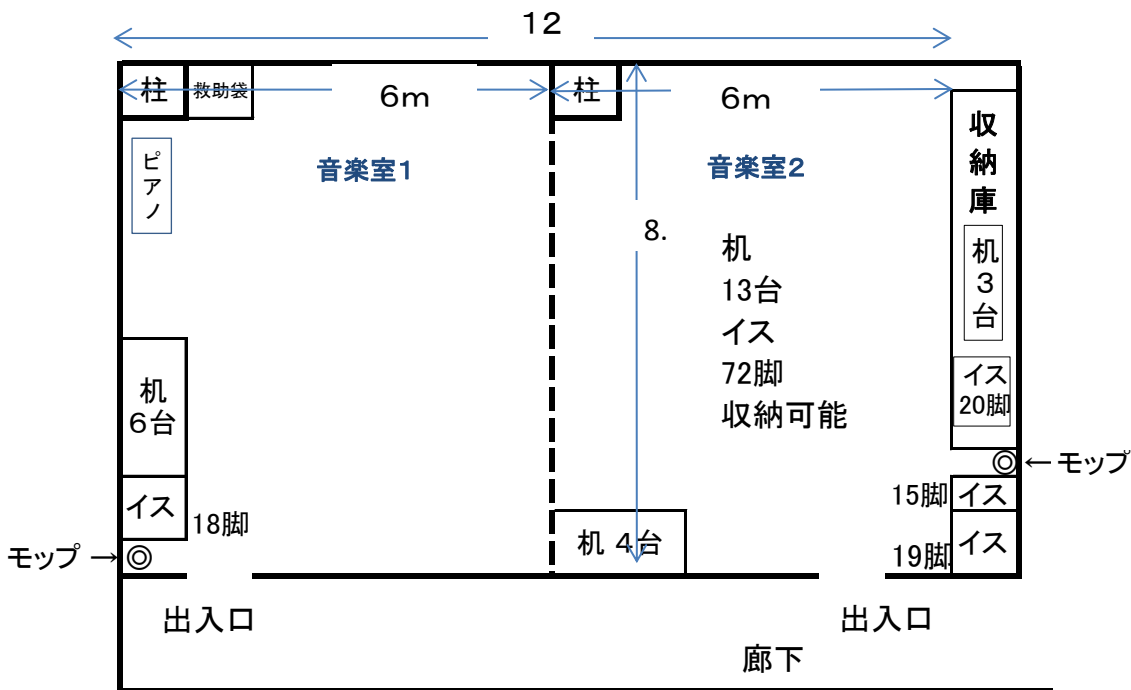 12
柱
救助袋
6m
柱
6m
収納庫
ピアノ
音楽室1
音楽室2
8.
机
13台
イス
72脚
収納可能
机3台
イス
20脚
机
6台
イス
18脚
モップ→◎
机 4台
◎←モップ
15脚
イス
19脚
イス
出入口
出入口
廊下